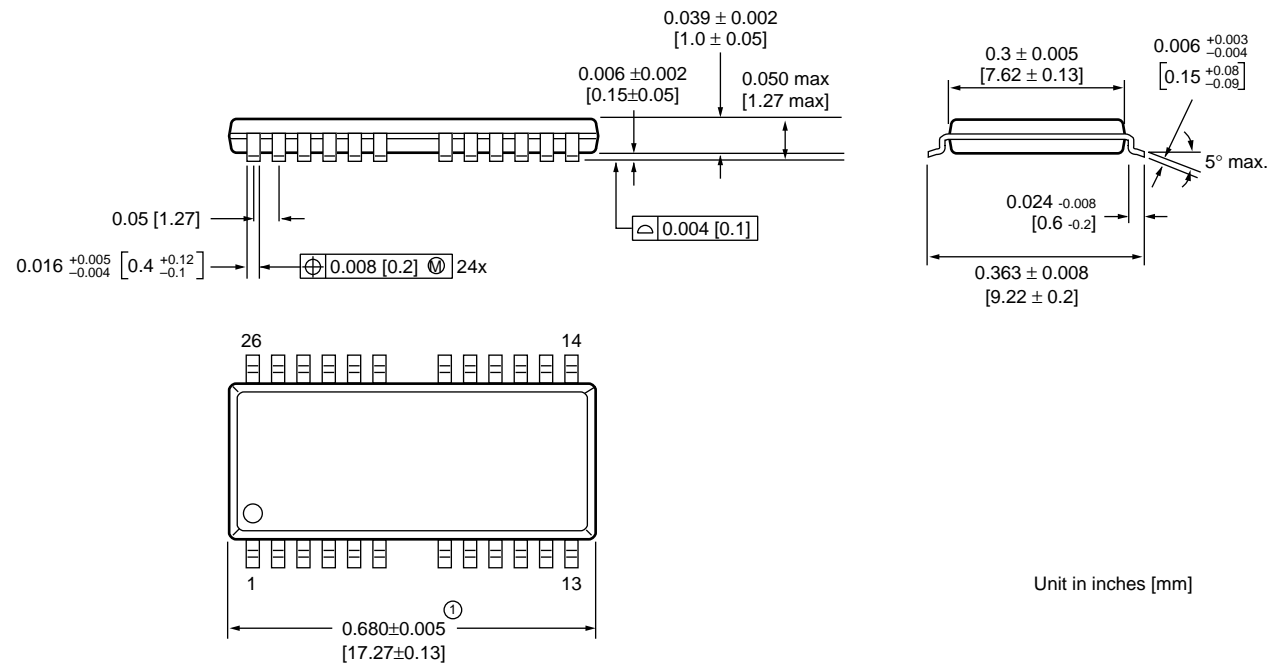 0.039 ± 0.002
[1.0 ± 0.05]
0.006 ±0.002
[0.15±0.05]
0.050 max
[1.27 max]
0.3 ± 0.005
[7.62 ± 0.13]
0.006 +0.003 –0.004
[0.15 +0.08 –0.09]
5° max.
0.024 -0.008
[0.6 -0.2]
0.363 ± 0.008
[9.22 ± 0.2]
0.05 [1.27]
0.004 [0.1]
0.016 +0.005 –0.004 [0.4 +0.12 –0.1]
0.008 [0.2] Ⓜ 24x
26 14
1 13
①
0.680±0.005
[17.27±0.13]
Unit in inches [mm]